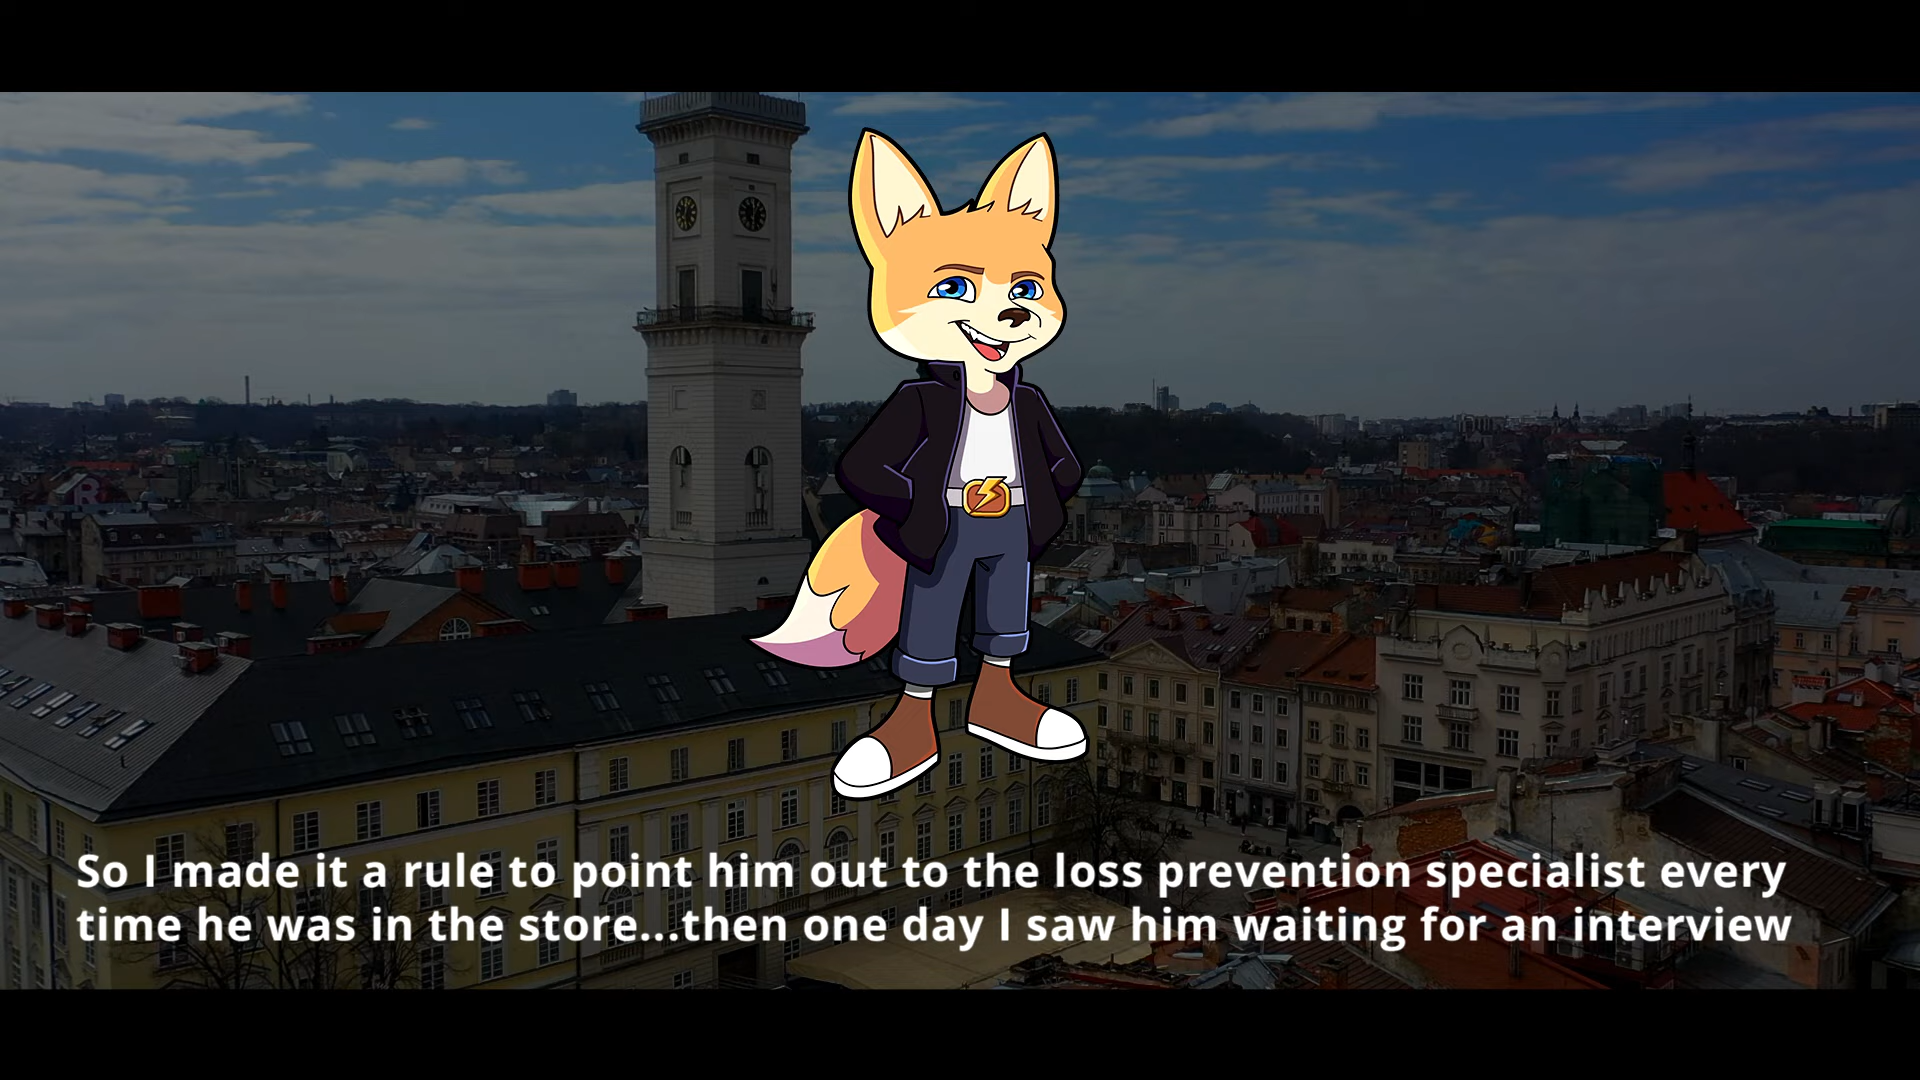 So I made it a rule to point him out to the loss prevention specialist every
time he was in the store...then one day I saw him waiting for an interview